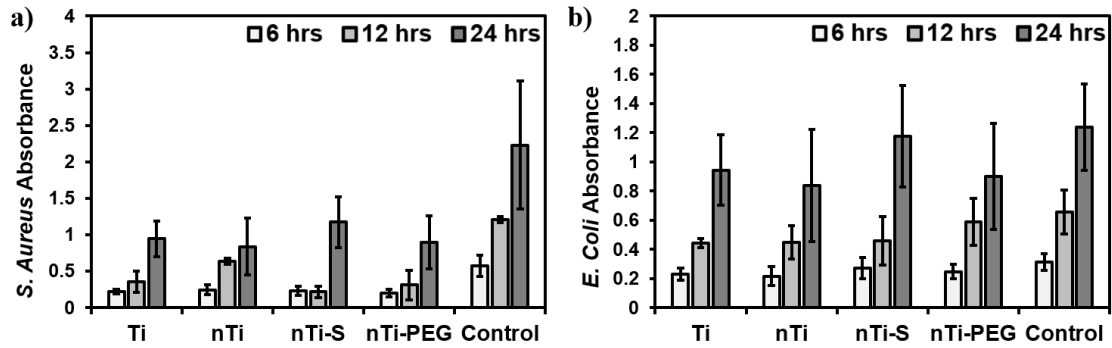 a)
S. Aureus Absorbance
4
3.5
3
2.5
2
1.5
1
0.5
0
6 hrs 12 hrs 24 hrs
Ti nTi nTi-S nTi-PEG Control
b)
E. Coli Absorbance
2
1.8
1.6
1.4
1.2
1
0.8
0.6
0.4
0.2
0
6 hrs 12 hrs 24 hrs
Ti nTi nTi-S nTi-PEG Control